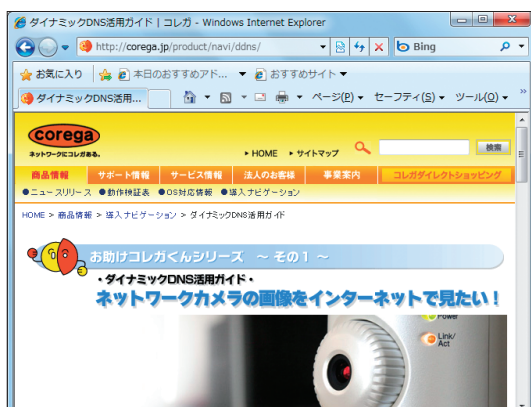 ダイナミックDNS活用ガイド | コレガ - Windows Internet Explorer
http://corega.jp/product/navi/ddns/
Bing
お気に入り 本日のおすすめアド... おすすめサイト
ダイナミックDNS活用... ページ(P) セーフティ(S) ツール(O) »
corega
ネットワークにコレガある。
HOME サイトマップ 検索
商品情報 サポート情報 サービス情報 法人のお客様 事業案内 コレガダイレクトショッピング
●ニュースリリース ●動作検証表 ●OS対応情報 ●導入ナビゲーション
HOME > 商品情報 > 導入ナビゲーション > ダイナミックDNS活用ガイド
お助けコレガくんシリーズ ～ その1 ～
・ダイナミックDNS活用ガイド・
ネットワークカメラの画像をインターネットで見たい！
Power
Link/
Act